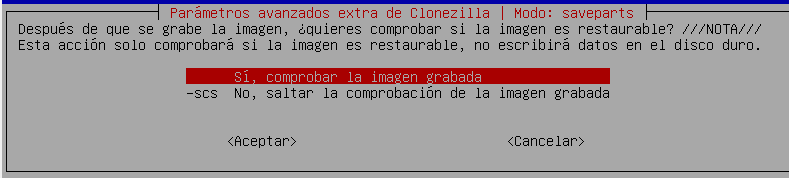 Parámetros avanzados extra de Clonezilla | Modo: saveparts
Después de que se grabe la imagen, ¿quieres comprobar si la imagen es restaurable? ///NOTA///
Esta acción solo comprobará si la imagen es restaurable, no escribirá datos en el disco duro.
Sí, comprobar la imagen grabada
-scs No, saltar la comprobación de la imagen grabada
<Aceptar> <Cancelar>